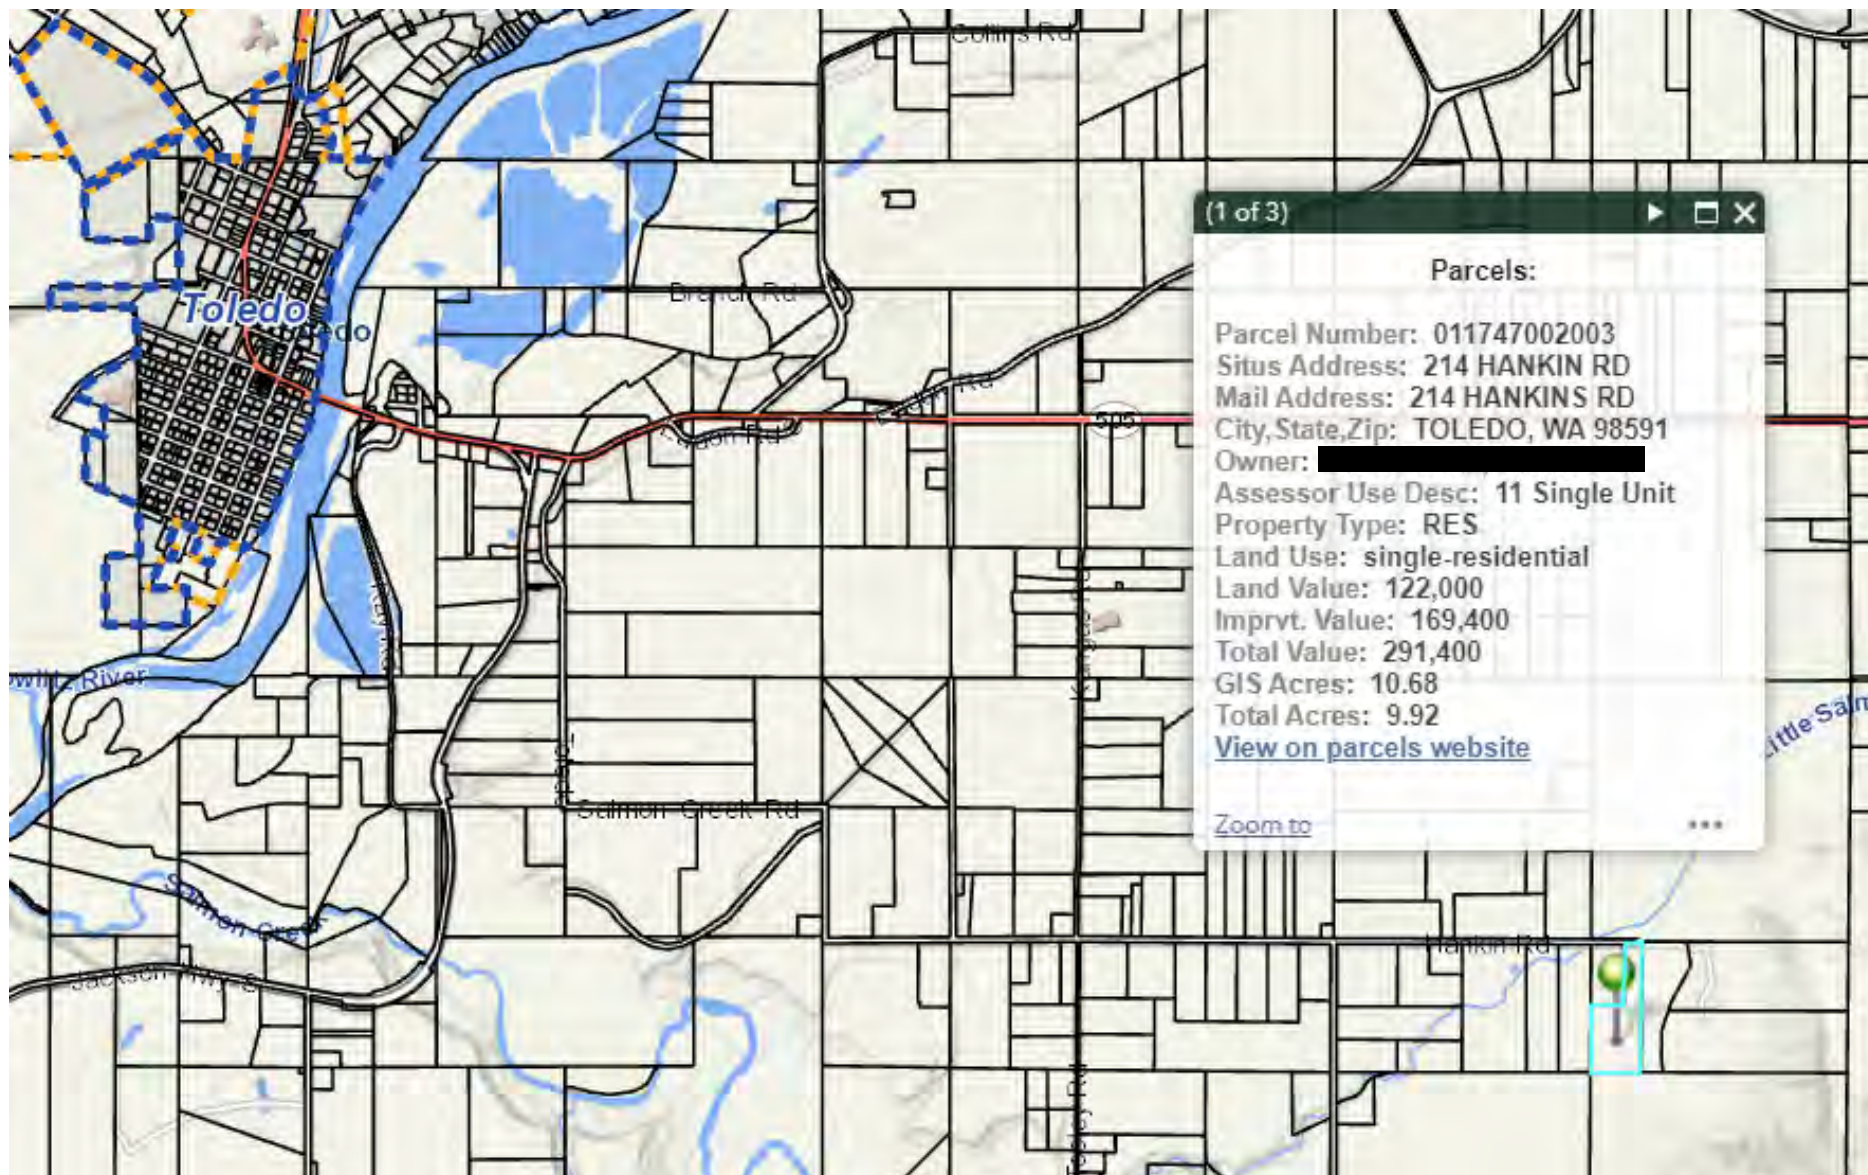 Collins Rd
(1 of 3)
Parcels:
Toledo
Rd
Parcel Number: 011747002003
Situs Address: 214 HANKIN RD
Mail Address: 214 HANKINS RD
City,State,Zip: TOLEDO, WA 98591
Owner:
Assessor Use Desc: 11 Single Unit
Property Type: RES
Land Use: single-residential
Land Value: 122,000
Imprvt. Value: 169,400
Total Value: 291,400
GIS Acres: 10.68
Total Acres: 9.92
View on parcels website
Zoom to
Rd
Rd
505
River
Little Salm
Salmon Creek Rd
Salmon Creek
Hankin Rd
Jackson Hwy S
Rd